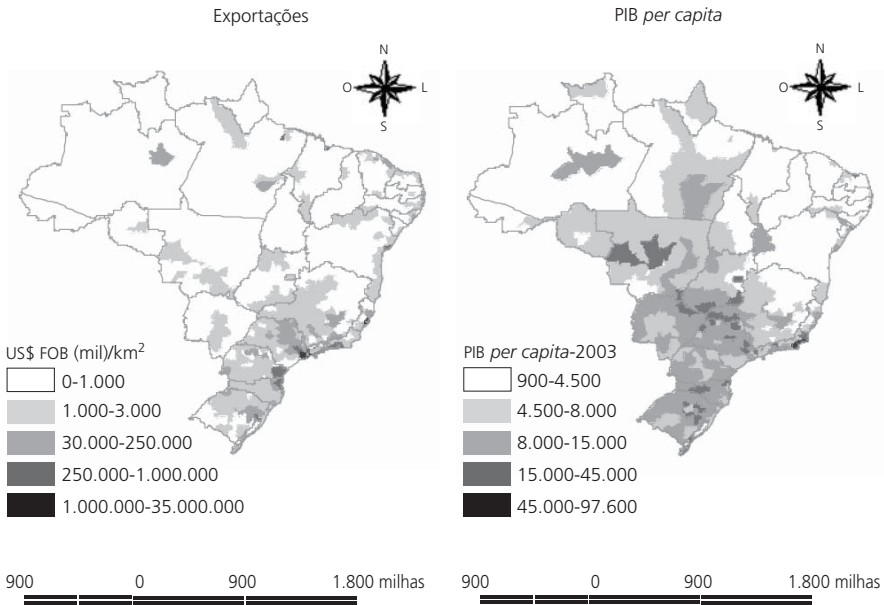 Exportações
N
O L
S
US$ FOB (mil)/km²
0-1.000
1.000-3.000
30.000-250.000
250.000-1.000.000
1.000.000-35.000.000
900 0 900 1.800 milhas
PIB per capita
N
O L
S
PIB per capita-2003
900-4.500
4.500-8.000
8.000-15.000
15.000-45.000
45.000-97.600
900 0 900 1.800 milhas